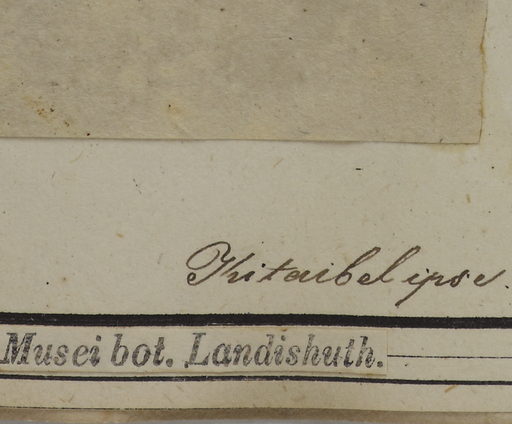 Kitaibel ipse.
Musei bot. Landishuth.